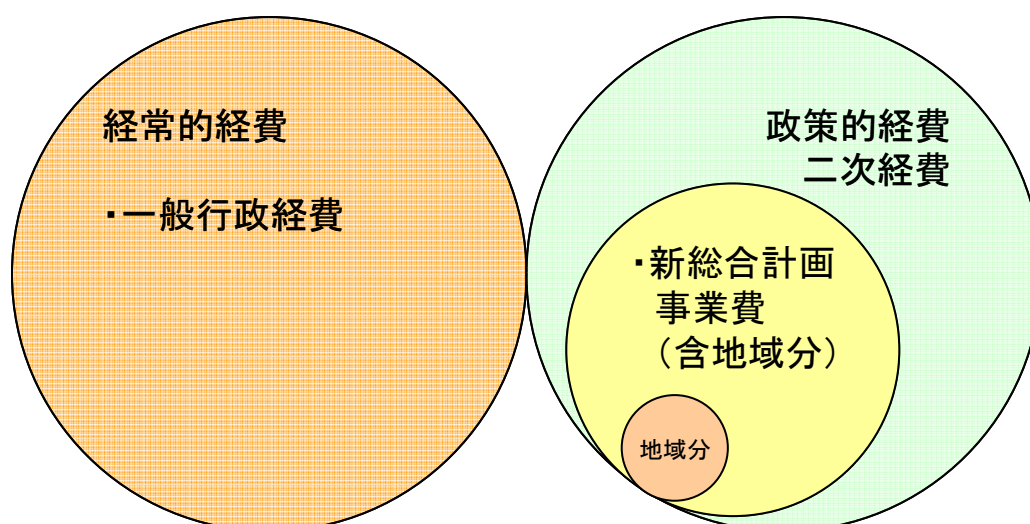 経常的経費
・一般行政経費
政策的経費
二次経費
・新総合計画
事業費
（含地域分）
地域分